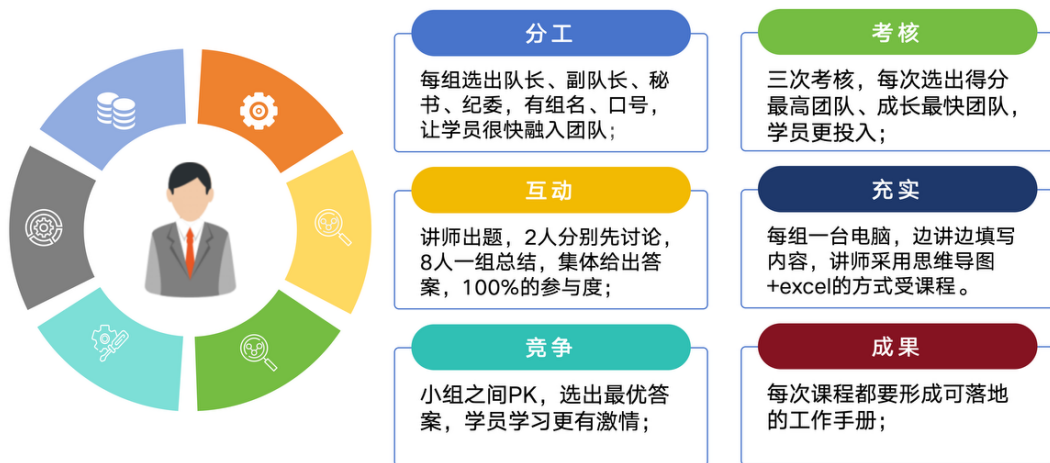 分工
每组选出队长、副队长、秘
书、纪委，有组名、口号，
让学员很快融入团队；
考核
三次考核，每次选出得分
最高团队、成长最快团队，
学员更投入；
互动
讲师出题，2人分别先讨论，
8人一组总结，集体给出答
案，100%的参与度；
充实
每组一台电脑，边讲边填写
内容，讲师采用思维导图
+excel的方式受课程。
竞争
小组之间PK，选出最优答
案，学员学习更有激情；
成果
每次课程都要形成可落地
的工作手册；